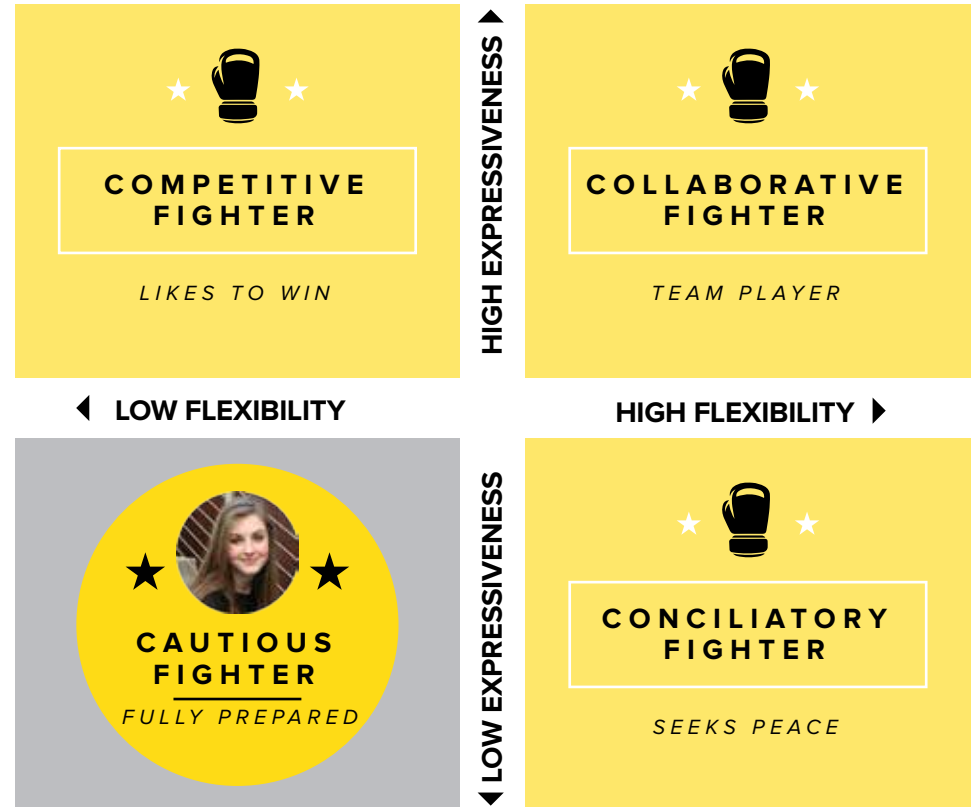 COMPETITIVE
FIGHTER
LIKES TO WIN
HIGH EXPRESSIVENESS
COLLABORATIVE
FIGHTER
TEAM PLAYER
LOW FLEXIBILITY
HIGH FLEXIBILITY
CAUTIOUS
FIGHTER
FULLY PREPARED
LOW EXPRESSIVENESS
CONCILIATORY
FIGHTER
SEEKS PEACE